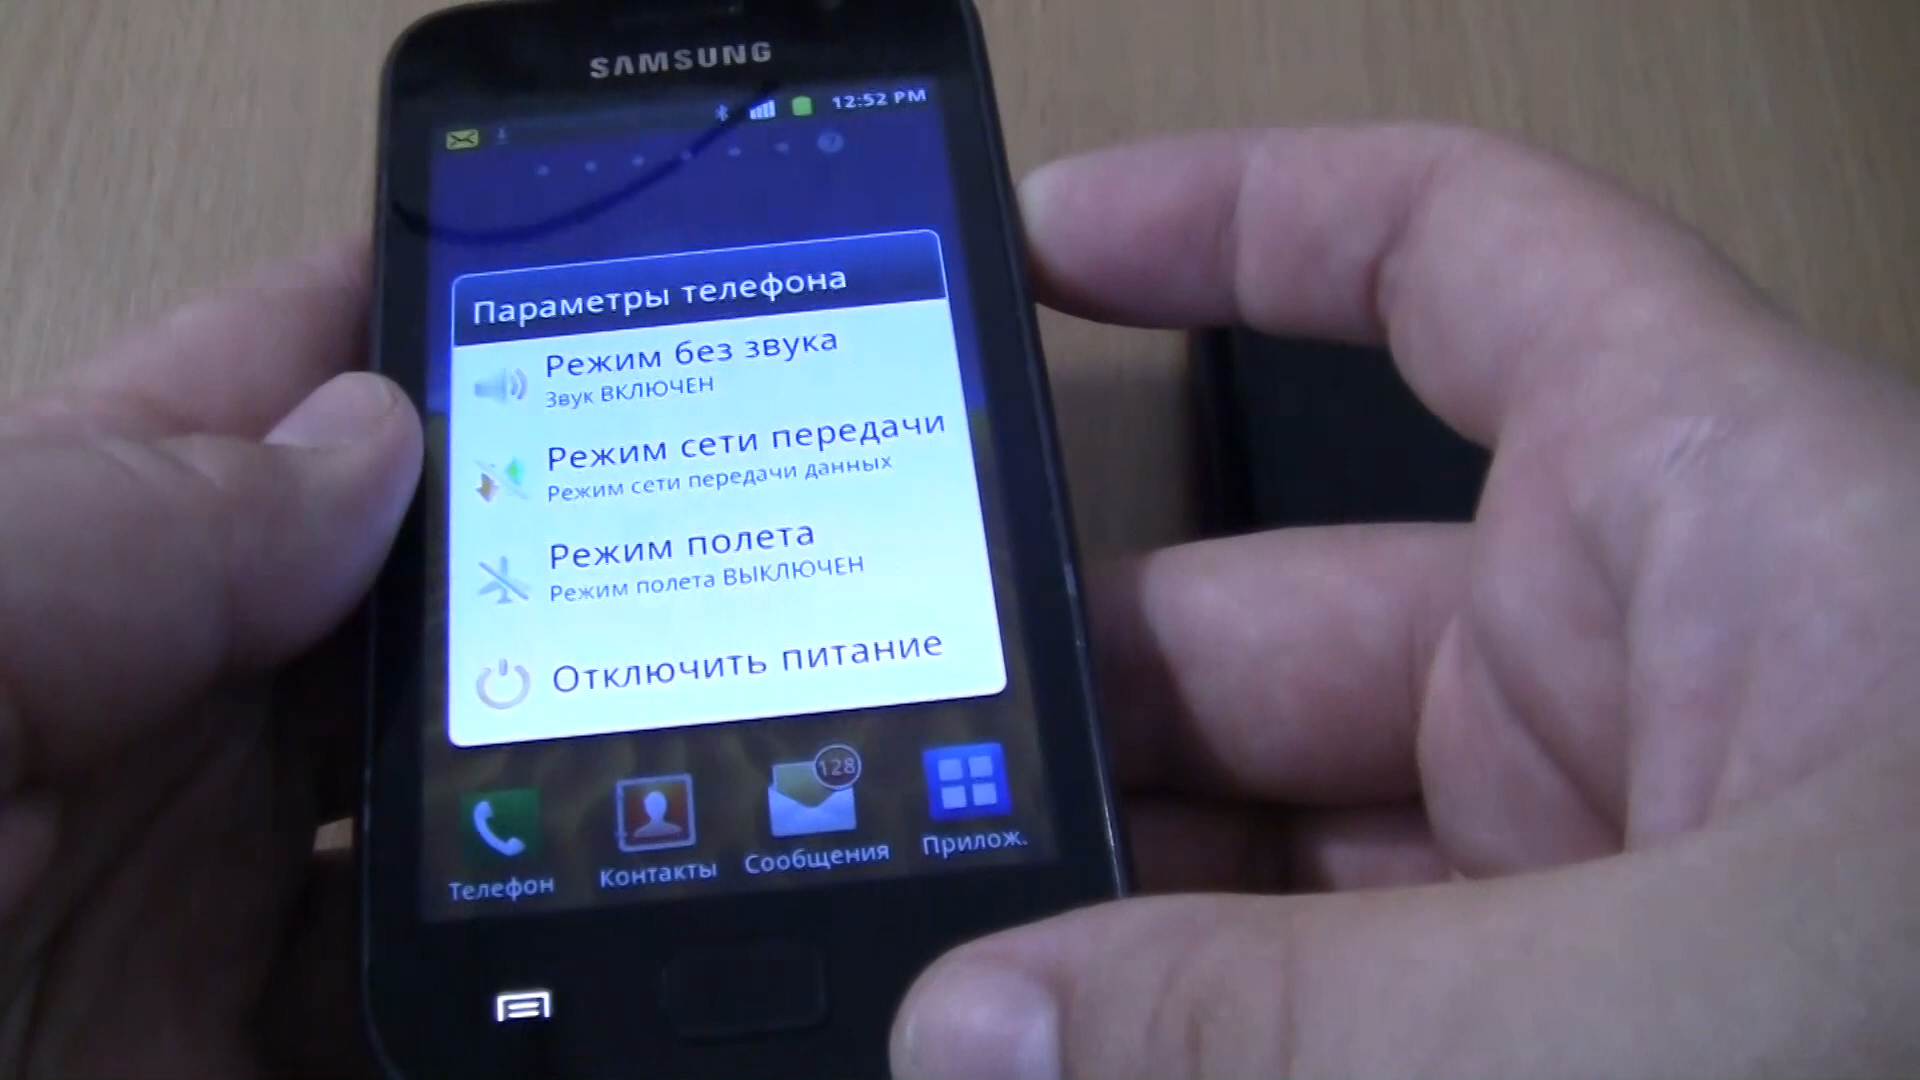 SAMSUNG
12:52 PM
Параметры телефона
Режим без звука
Звук ВКЛЮЧЕН
Режим сети передачи
Режим сети передачи данных
Режим полета
Режим полета ВЫКЛЮЧЕН
Отключить питание
128
Телефон
Контакты
Сообщения
Прилож.